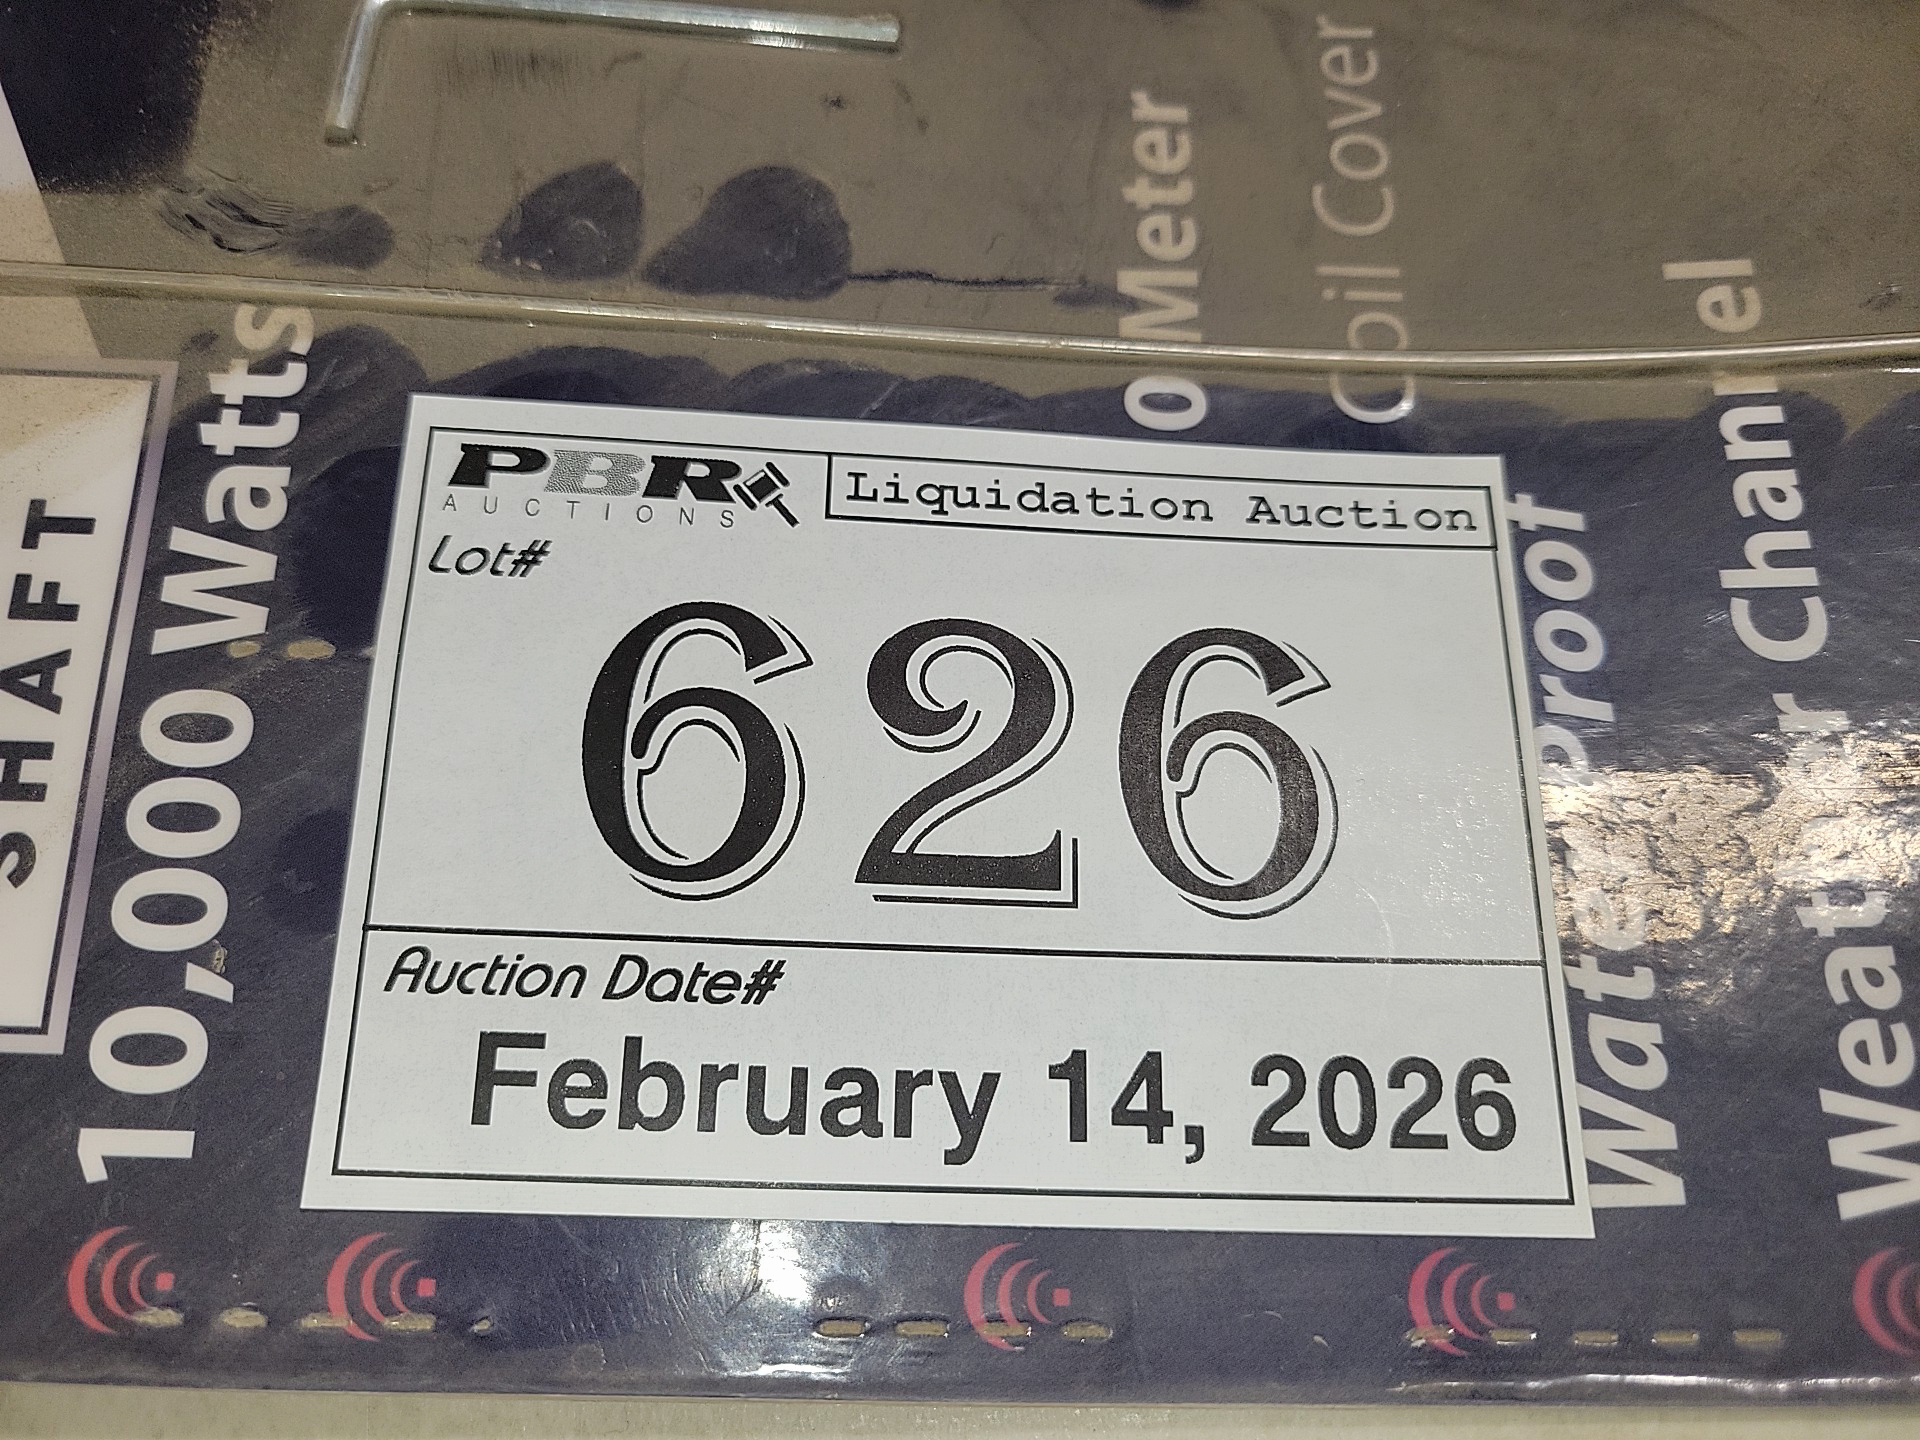 PBR
AUCTIONS
Liquidation Auction
Lot#
626
Auction Date#
February 14, 2026
SHAFT
10,000 Watts
o Meter
Coil Cover
Water Proof
Weather Channel